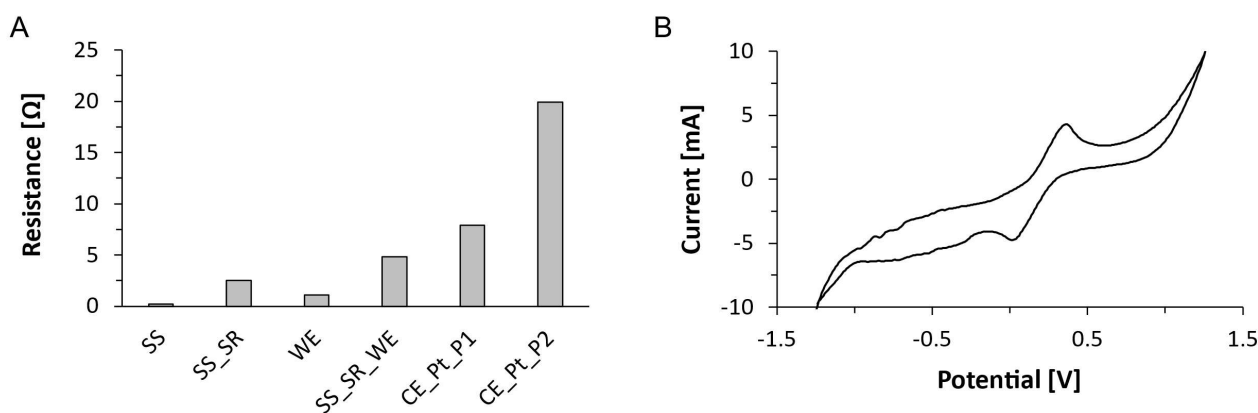 A
Resistance [Ω]
25
20
15
10
5
0
SS
SS_SR
WE
SS_SR_WE
CE_Pt_P1
CE_Pt_P2
B
Current [mA]
10
5
0
-5
-10
-1.5
-0.5
0.5
1.5
Potential [V]